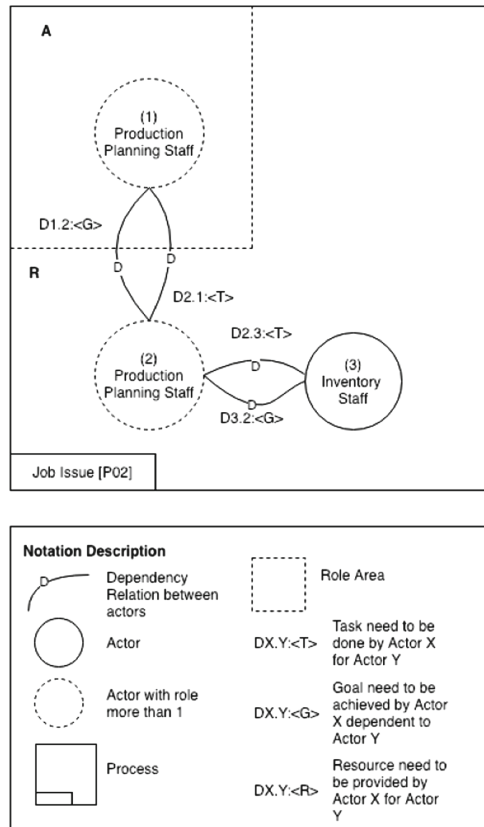 A
(1)
Production
Planning Staff
D1.2:<G>
D
D
R
D2.1:<T>
D2.3:<T>
(2)
Production
Planning Staff
D
(3)
Inventory
Staff
D
D3.2:<G>
Job Issue [P02]
Notation Description
D
Dependency
Relation between
actors
Role Area
Actor
DX.Y:<T>
Task need to be
done by Actor X
for Actor Y
Actor with role
more than 1
DX.Y:<G>
Goal need to be
achieved by Actor
X dependent to
Actor Y
Process
DX.Y:<R>
Resource need to
be provided by
Actor X for Actor
Y